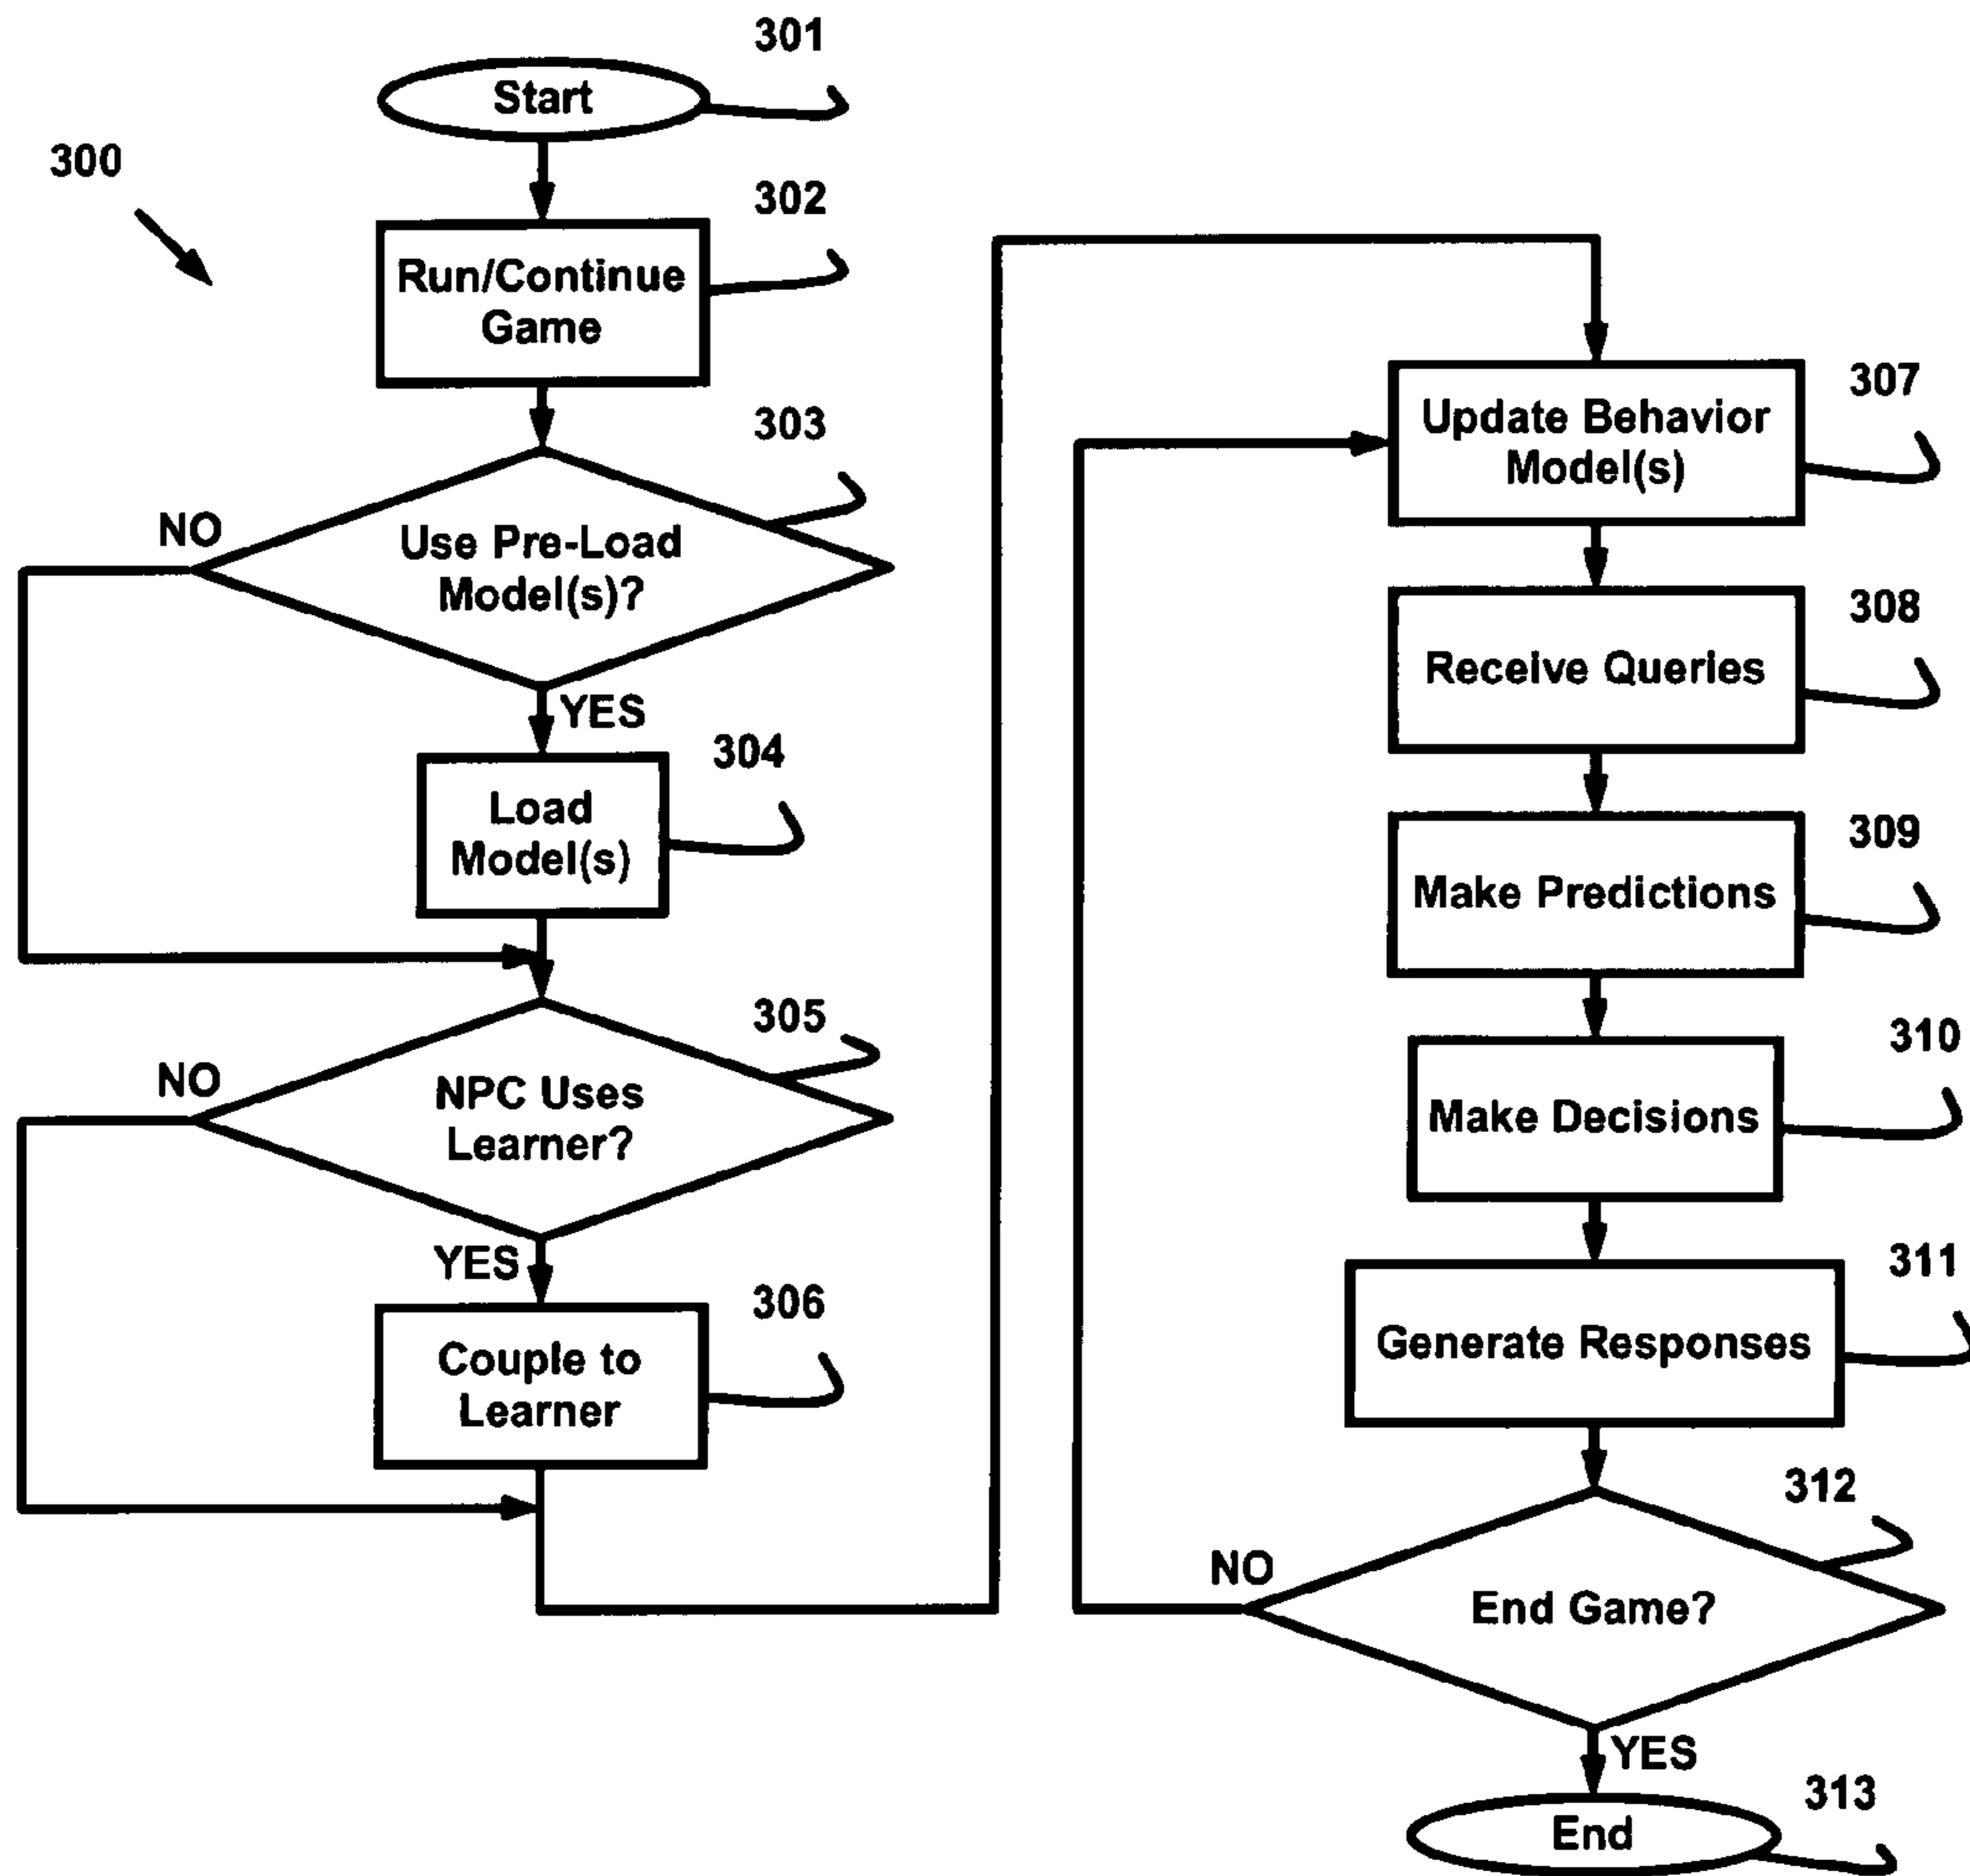 301
Start
300
302
Run/Continue
Game
303
NO
Use Pre-Load
Model(s)?
YES
304
Load
Model(s)
305
NO
NPC Uses
Learner?
YES
306
Couple to
Learner
307
Update Behavior
Model(s)
308
Receive Queries
309
Make Predictions
310
Make Decisions
311
Generate Responses
312
NO
End Game?
YES
313
End